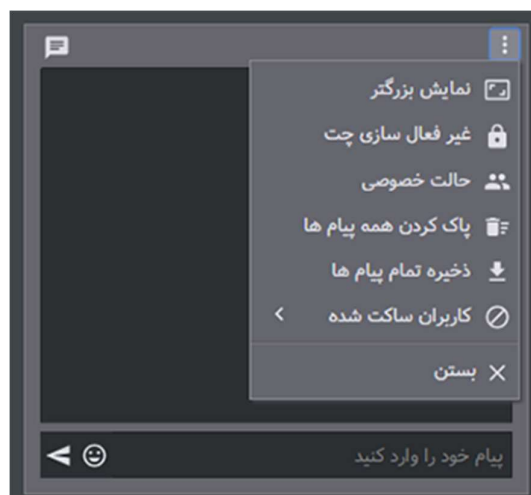 نمایش بزرگتر
غیر فعال سازی چت
حالت خصوصی
پاک کردن همه پیام ها
ذخیره تمام پیام ها
کاربران ساکت شده
بستن
پیام خود را وارد کنید